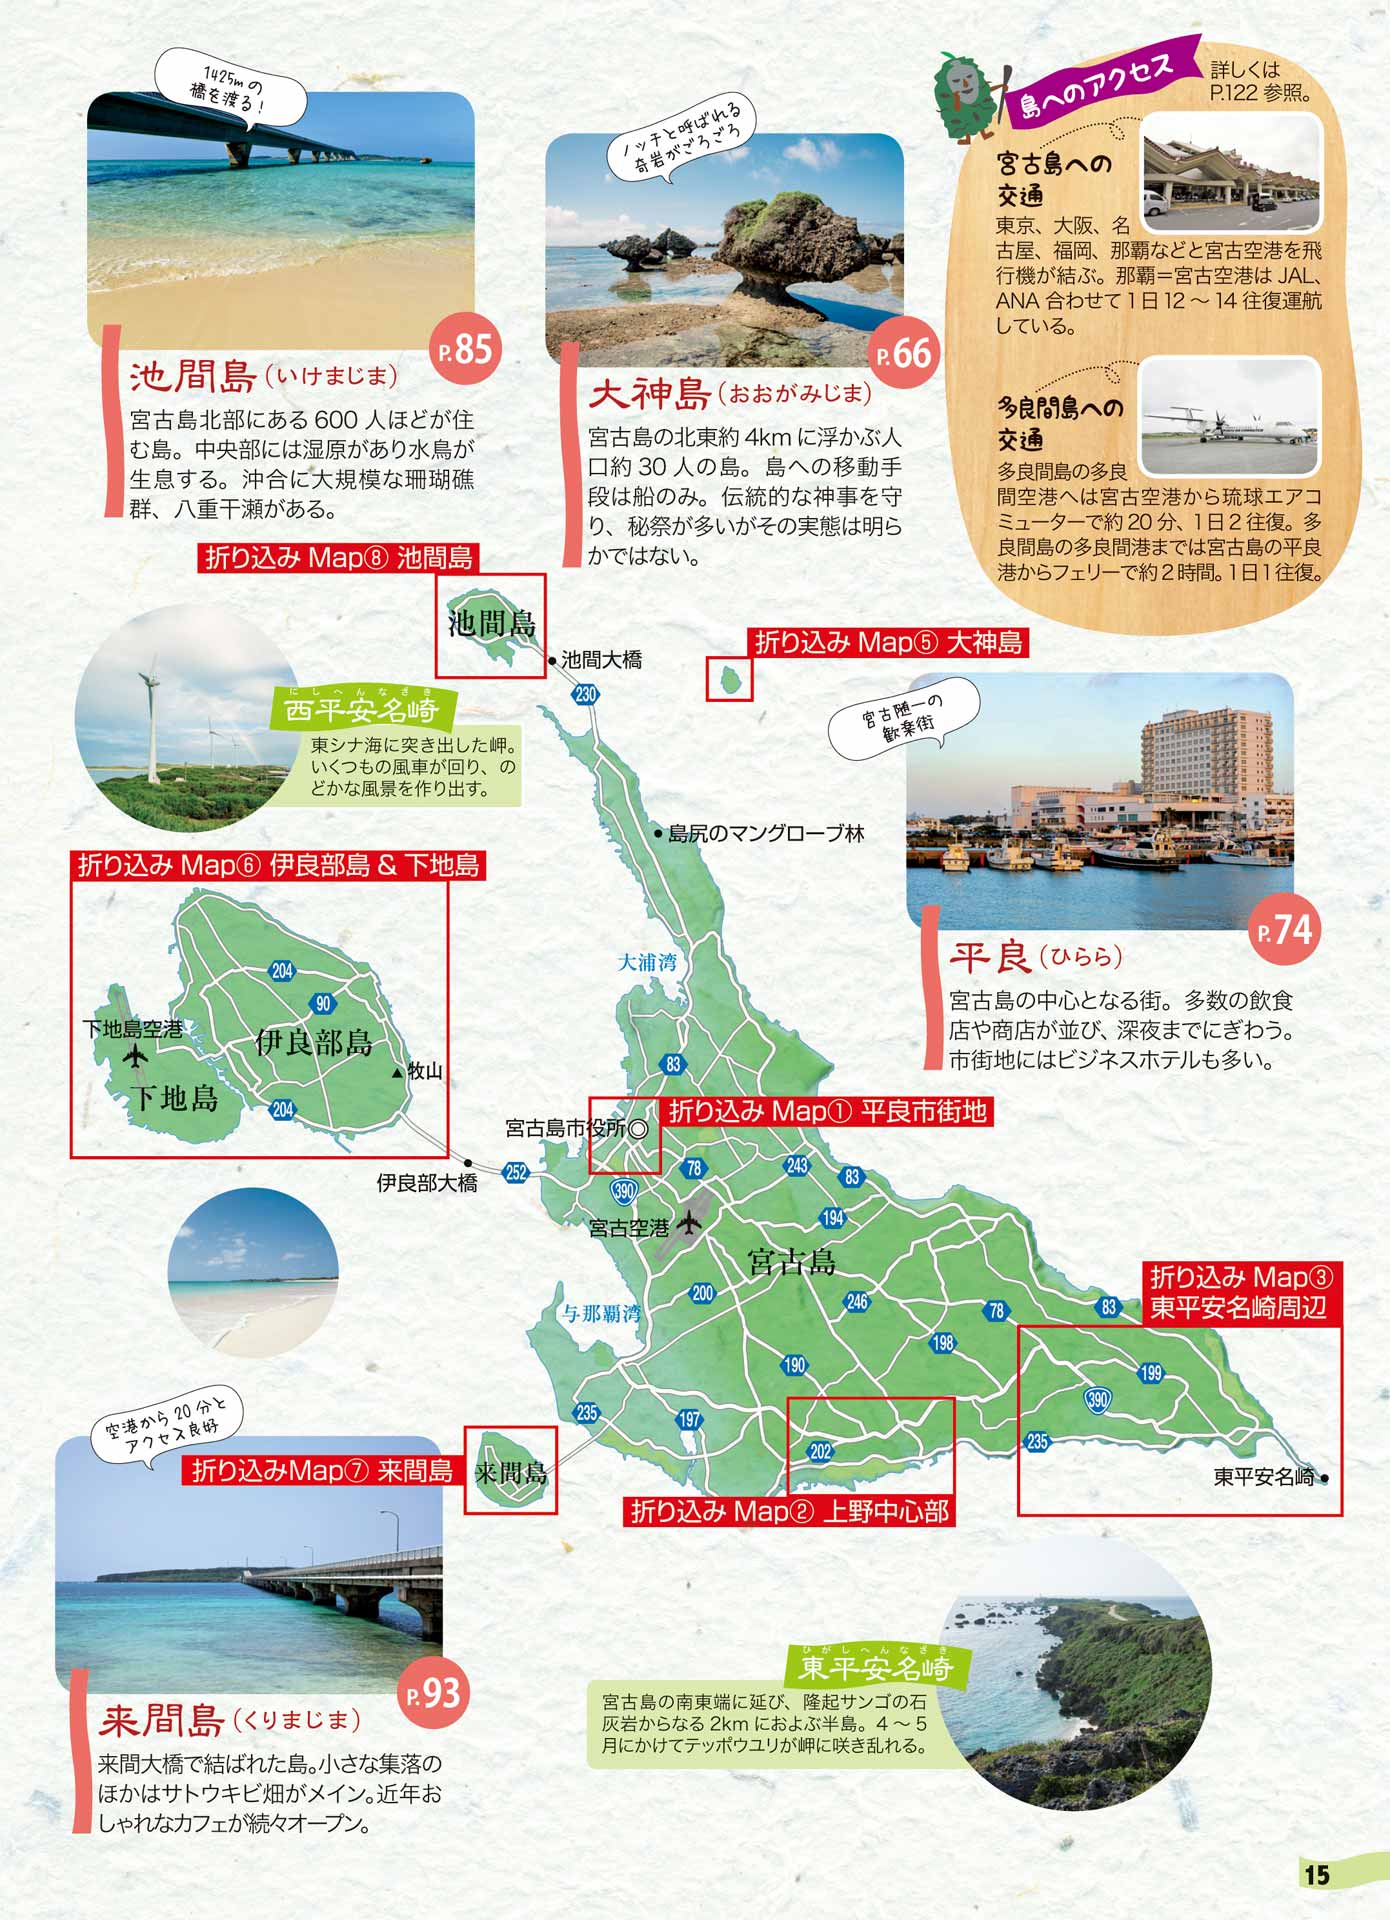 1425mの
橋を渡る！
P.85
池間島（いけまじま）
宮古島北部にある600人ほどが住
む島。中央部には湿原があり水鳥が
生息する。沖合に大規模な珊瑚礁
群、八重干瀬がある。
ノッチと呼ばれる
奇岩がごろごろ
P.66
大神島（おおがみじま）
宮古島の北東約4kmに浮かぶ人
口約30人の島。島への移動手
段は船のみ。伝統的な神事を守
り、秘祭が多いがその実態は明ら
かではない。
島へのアクセス
詳しくは
P.122 参照。
宮古島への
交通
東京、大阪、名
古屋、福岡、那覇などと宮古空港を飛
行機が結ぶ。那覇＝宮古空港はJAL、
ANA 合わせて1日12～14往復運航
している。
多良間島への
交通
多良間島の多良
間空港へは宮古空港から琉球エアコ
ミューターで約20分、1日2往復。多
良間島の多良間港までは宮古島の平良
港からフェリーで約2時間。1日1往復。
折り込み Map⑧ 池間島
池間島
池間大橋
230
折り込み Map⑤ 大神島
にしへんなざき
西平安名崎
東シナ海に突き出した岬。
いくつもの風車が回り、の
どかな風景を作り出す。
宮古随一の
歓楽街
P.74
平良（ひらら）
宮古島の中心となる街。多数の飲食
店や商店が並び、深夜までにぎわう。
市街地にはビジネスホテルも多い。
島尻のマングローブ林
折り込み Map⑥ 伊良部島 & 下地島
204
90
下地島空港
伊良部島
牧山
下地島
204
大浦湾
83
折り込み Map① 平良市街地
宮古島市役所
伊良部大橋
252
390
78
243
83
194
宮古空港
宮古島
与那覇湾
200
246
78
83
198
190
199
390
235
197
202
235
折り込み Map③
東平安名崎周辺
東平安名崎
空港から20分と
アクセス良好
折り込みMap⑦ 来間島
来間島
折り込み Map② 上野中心部
P.93
来間島（くりまじま）
来間大橋で結ばれた島。小さな集落の
ほかはサトウキビ畑がメイン。近年お
しゃれなカフェが続々オープン。
ひがしへんなざき
東平安名崎
宮古島の南東端に延び、隆起サンゴの石
灰岩からなる2kmにおよぶ半島。4～5
月にかけてテッポウユリが岬に咲き乱れる。
15